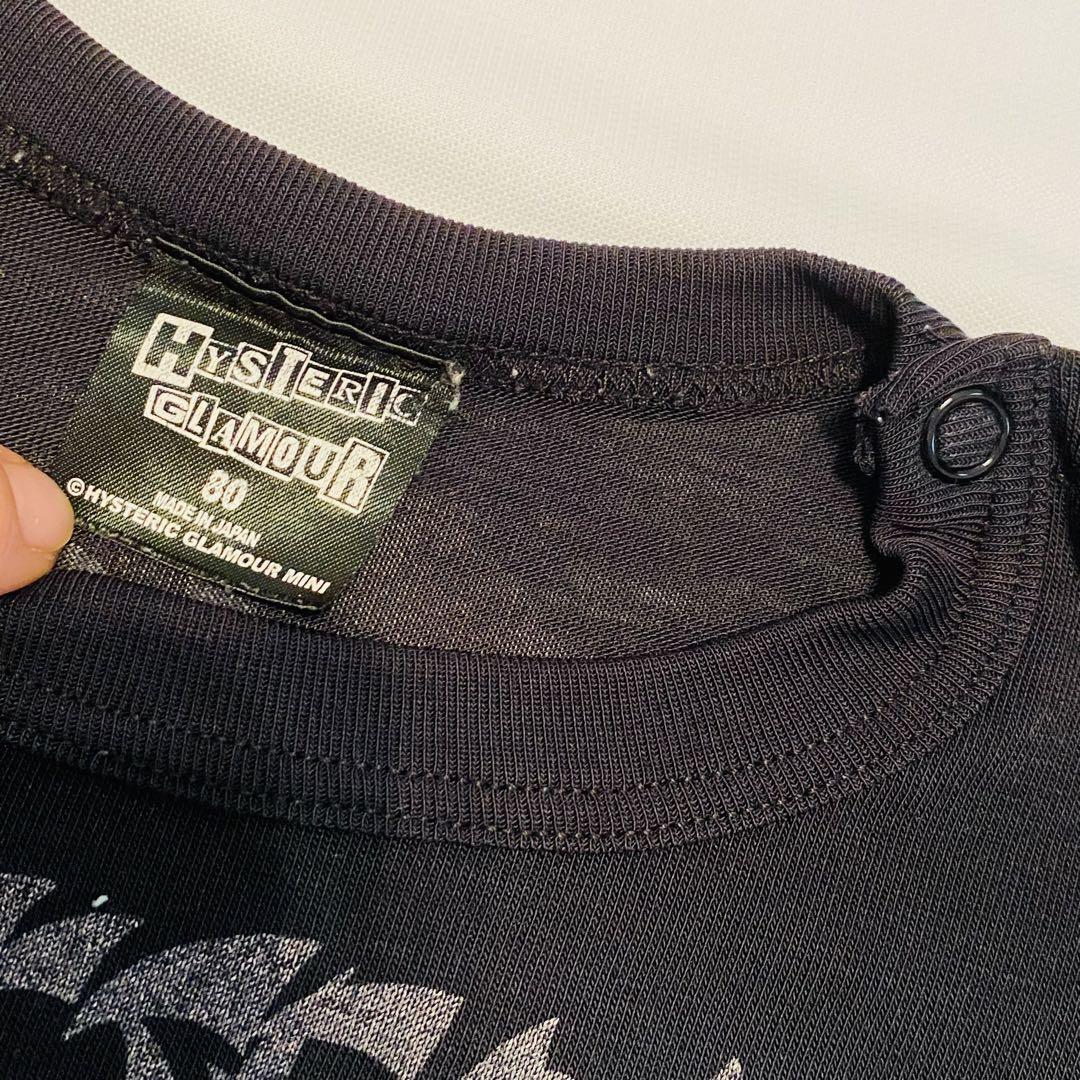 HYSTERIC
GLAMOUR
80
MADE IN JAPAN
©HYSTERIC GLAMOUR MINI